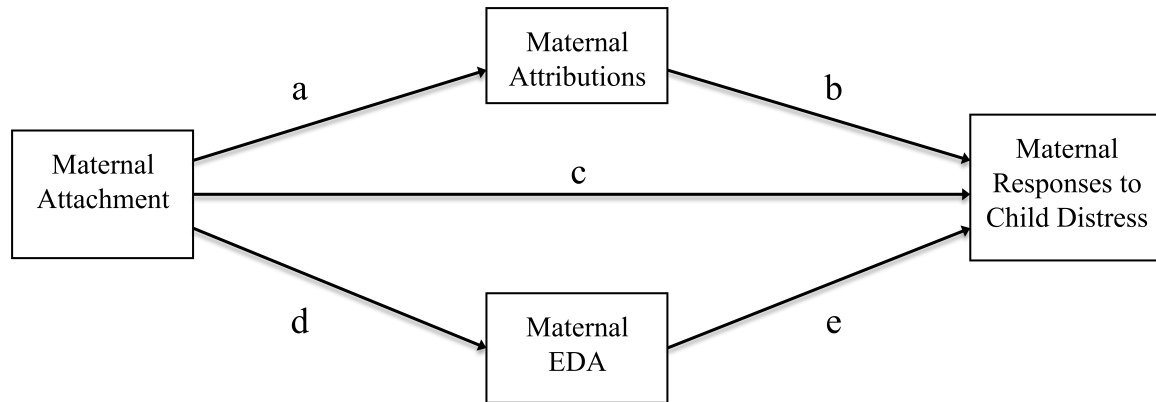 Maternal
Attributions
a
b
Maternal
Attachment
c
Maternal
Responses to
Child Distress
d
Maternal
EDA
e